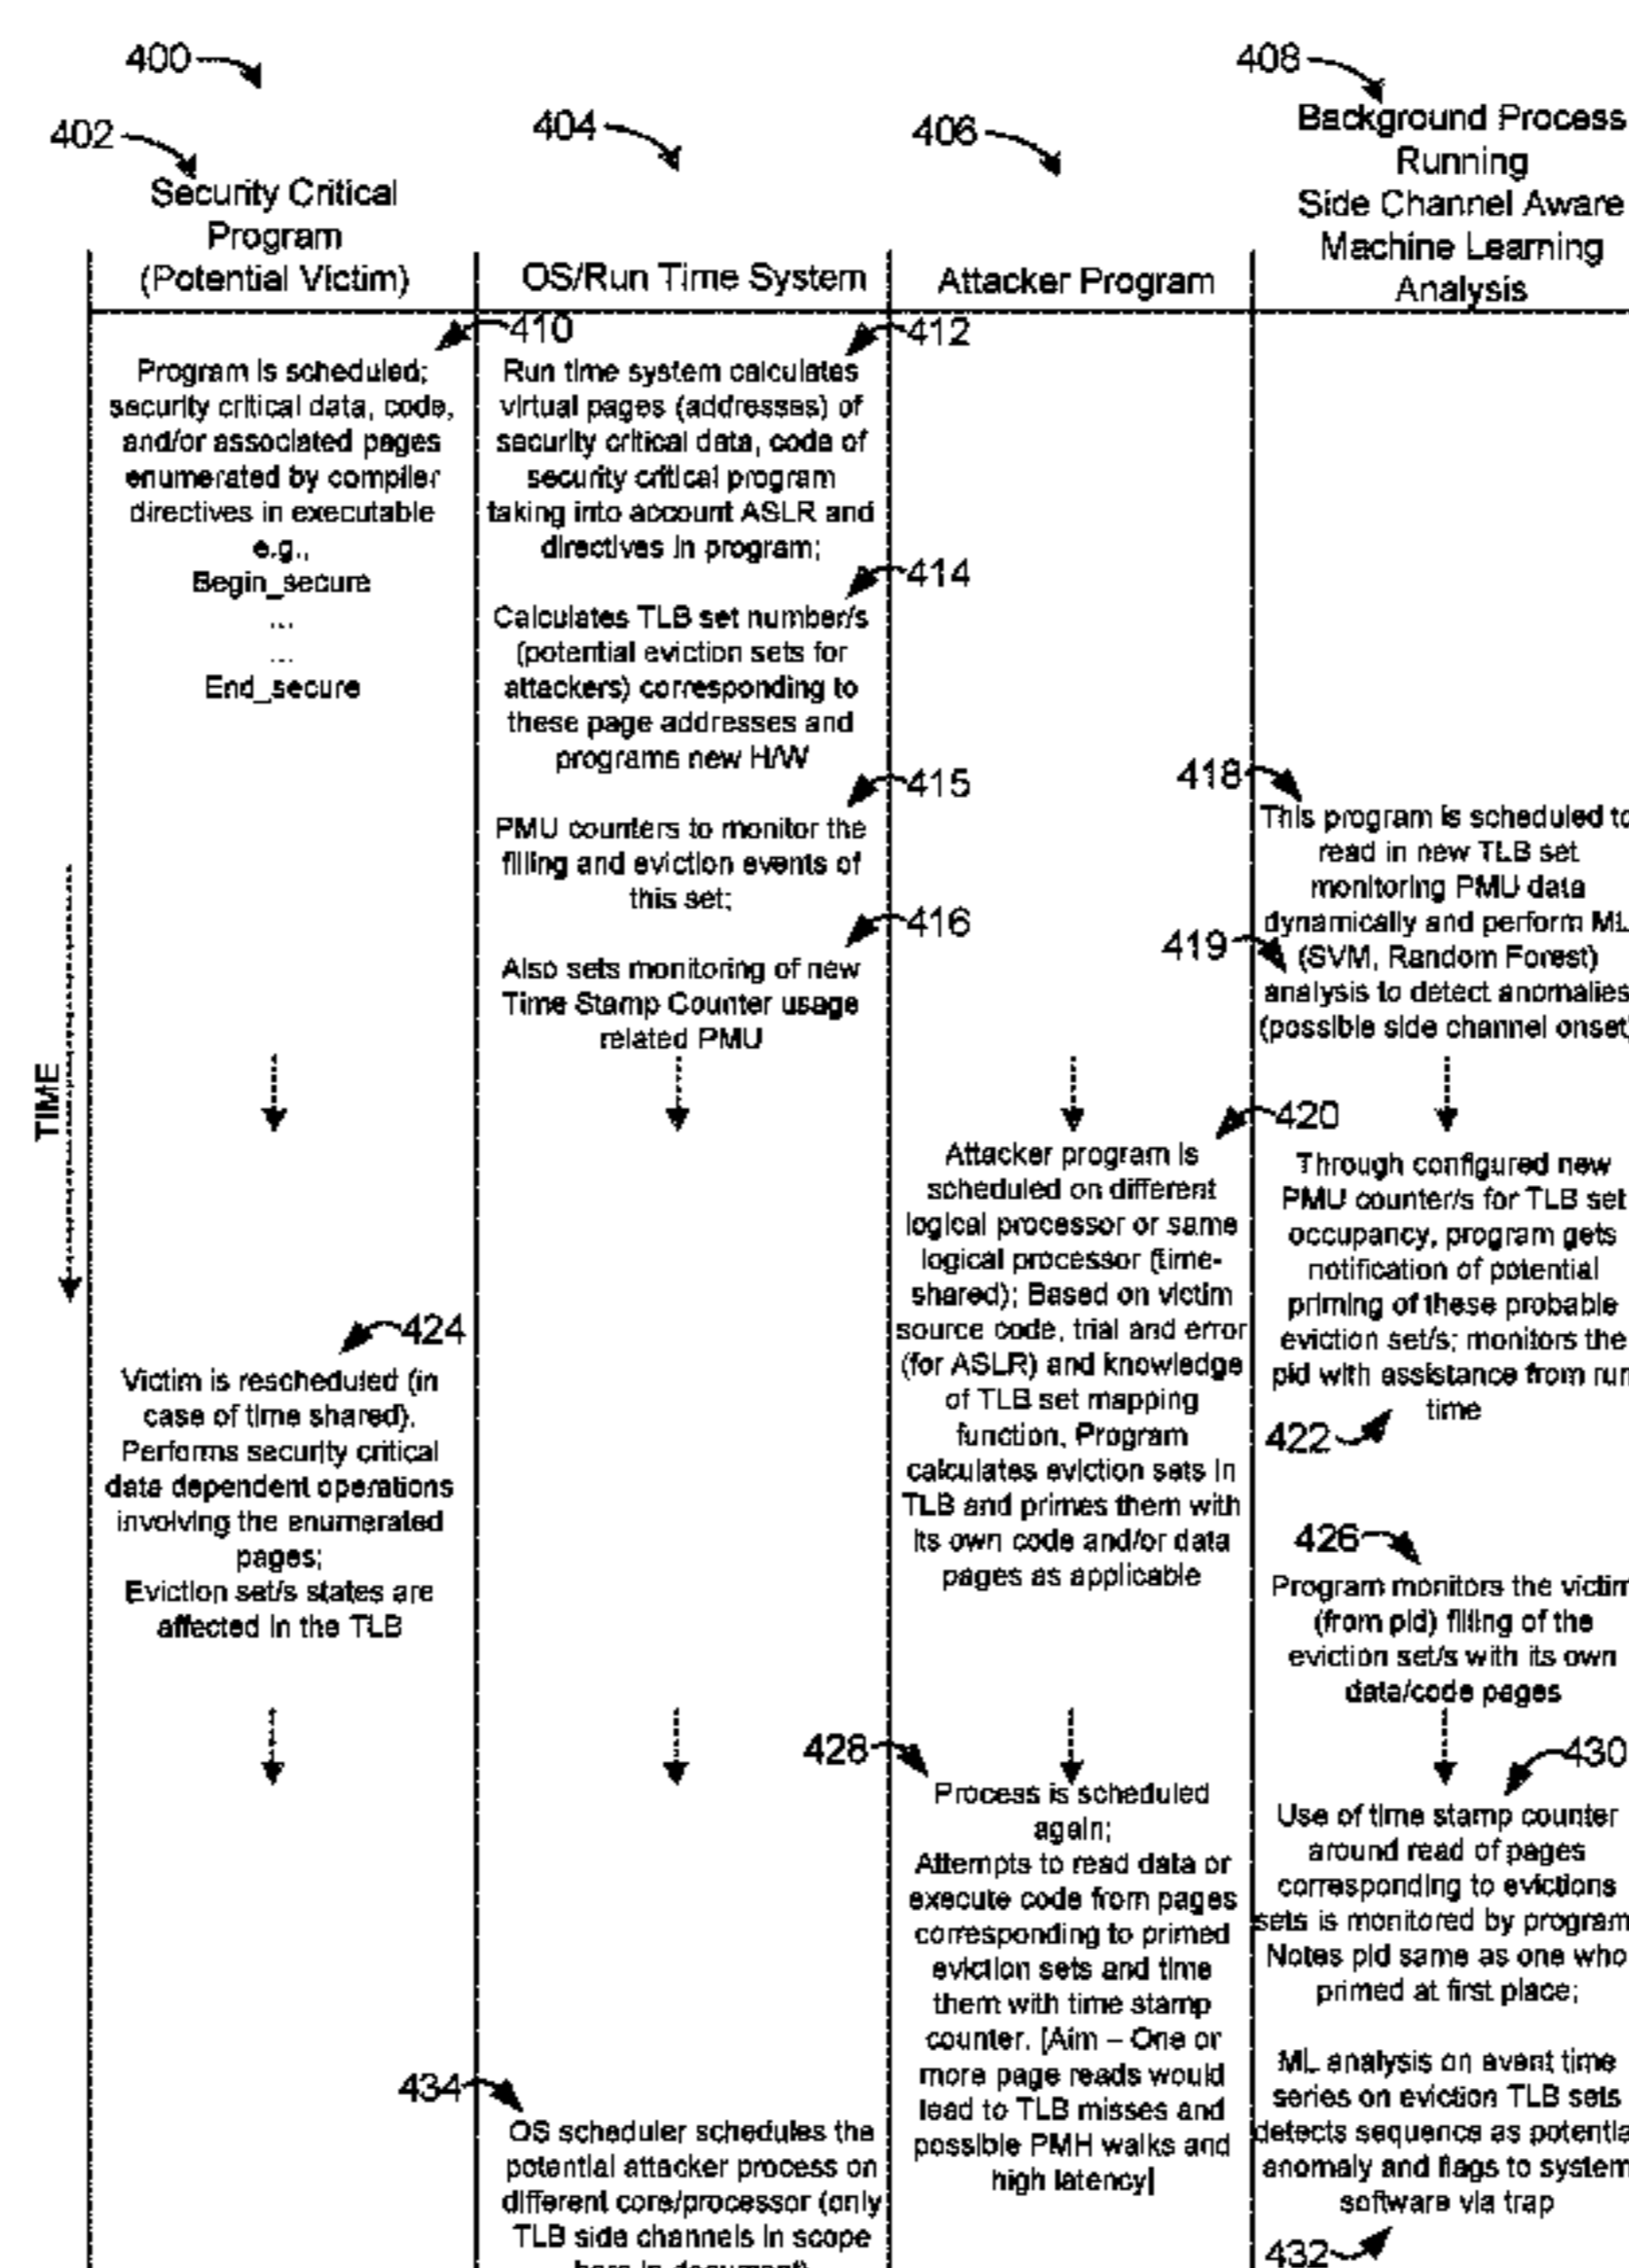 400
402
Security Critical
Program
(Potential Victim)
404
OS/Run Time System
406
Attacker Program
408
Background Process
Running
Side Channel Aware
Machine Learning
Analysis
TIME
410
Program is scheduled;
security critical data, code,
and/or associated pages
enumerated by compiler
directives in executable
e.g.,
Begin_secure
...
...
End_secure
412
Run time system calculates
virtual pages (addresses) of
security critical data, code of
security critical program
taking into account ASLR and
directives in program;
414
Calculates TLB set number/s
(potential eviction sets for
attackers) corresponding to
these page addresses and
programs new H/W
415
PMU counters to monitor the
filling and eviction events of
this set;
416
Also sets monitoring of new
Time Stamp Counter usage
related PMU
418
This program is scheduled to
read in new TLB set
monitoring PMU data
dynamically and perform ML
419
(SVM, Random Forest)
analysis to detect anomalies
(possible side channel onset)
420
Attacker program is
scheduled on different
logical processor or same
logical processor (time-
shared); Based on victim
source code, trial and error
(for ASLR) and knowledge
of TLB set mapping
function, Program
calculates eviction sets in
TLB and primes them with
its own code and/or data
pages as applicable
Through configured new
PMU counter/s for TLB set
occupancy, program gets
notification of potential
priming of these probable
eviction set/s; monitors the
pid with assistance from run
time
422
424
Victim is rescheduled (in
case of time shared).
Performs security critical
data dependent operations
involving the enumerated
pages;
Eviction set/s states are
affected in the TLB
426
Program monitors the victim
(from pid) filling of the
eviction set/s with its own
data/code pages
428
Process is scheduled
again;
Attempts to read data or
execute code from pages
corresponding to primed
eviction sets and time
them with time stamp
counter. [Aim – One or
more page reads would
lead to TLB misses and
possible PMH walks and
high latency]
430
Use of time stamp counter
around read of pages
corresponding to evictions
sets is monitored by program
Notes pid same as one who
primed at first place;
ML analysis on event time
series on eviction TLB sets
detects sequence as potential
anomaly and flags to system
software via trap
432
434
OS scheduler schedules the
potential attacker process on
different core/processor (only
TLB side channels in scope
here in document)